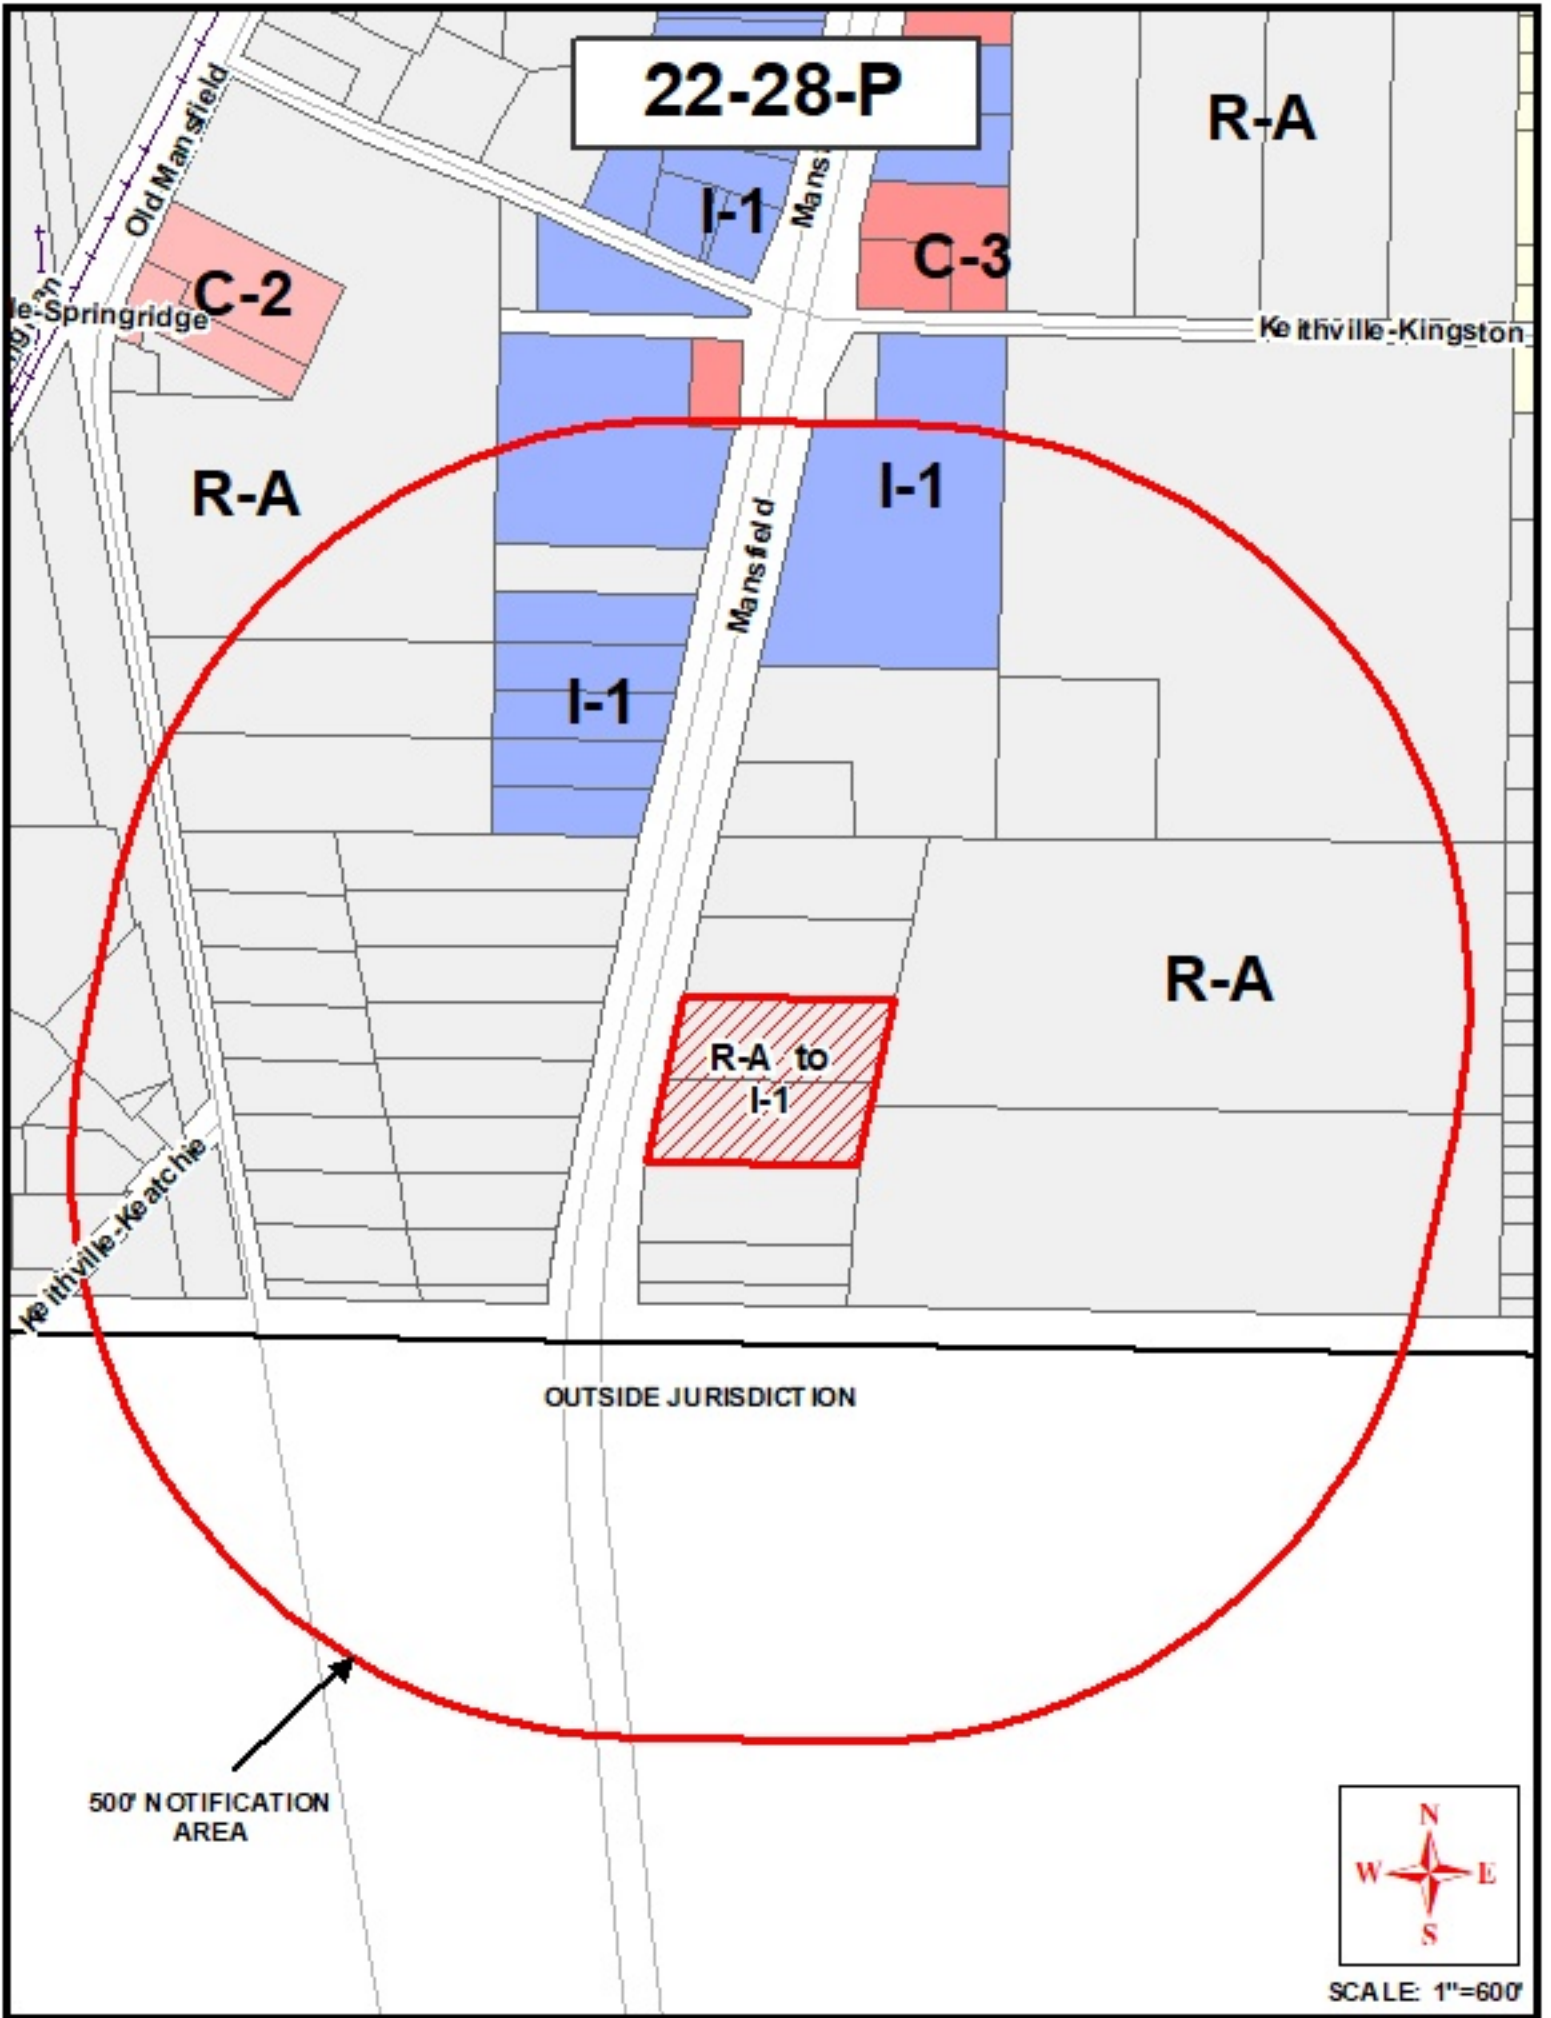 22-28-P
R-A
Old Mansfield
I-1
Mans
C-3
C-2
le-Springridge
Keithville-Kingston
R-A
I-1
Mansfield
I-1
R-A
R-A to
I-1
Keithville-Keatchie
OUTSIDE JURISDICTION
500' NOTIFICATION
AREA
N
W E
S
SCALE: 1"=600'